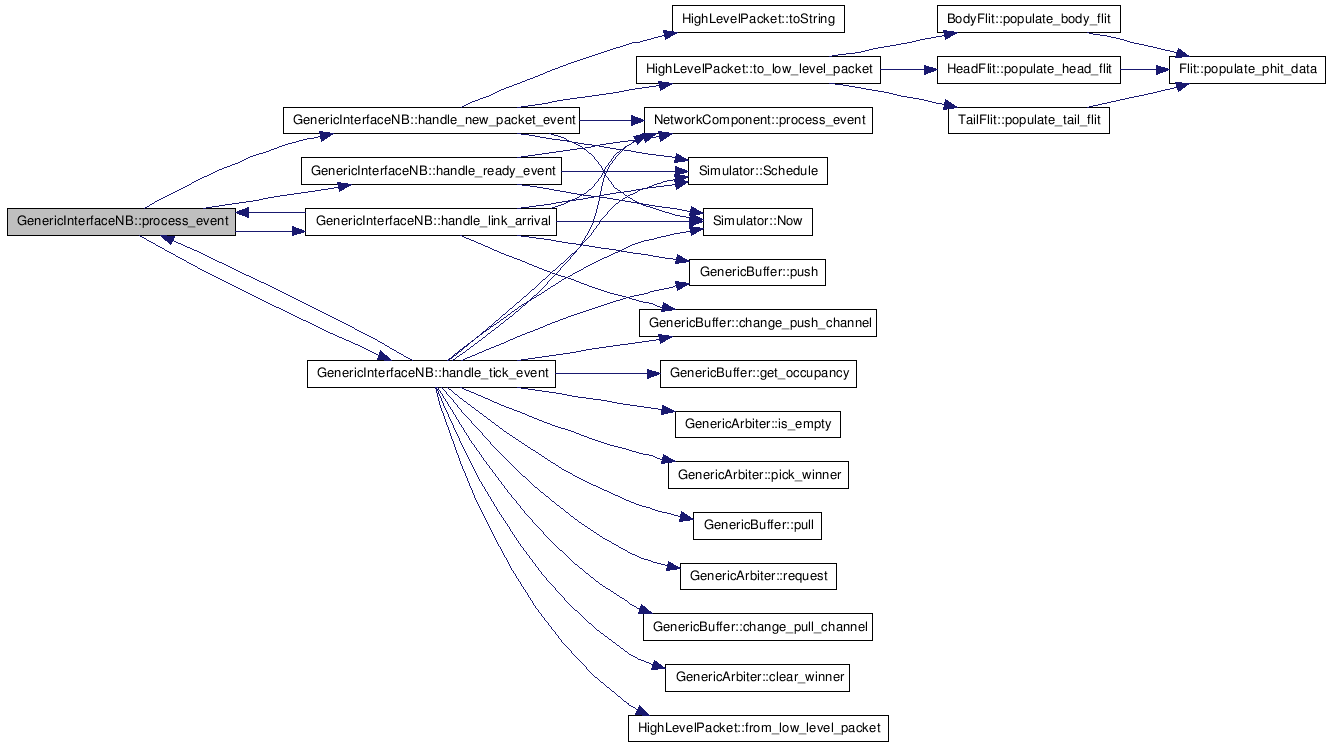 HighLevelPacket::toString
BodyFlit::populate_body_flit
HighLevelPacket::to_low_level_packet
HeadFlit::populate_head_flit
Flit::populate_phit_data
GenericInterfaceNB::handle_new_packet_event
NetworkComponent::process_event
TailFlit::populate_tail_flit
GenericInterfaceNB::handle_ready_event
Simulator::Schedule
GenericInterfaceNB::process_event
GenericInterfaceNB::handle_link_arrival
Simulator::Now
GenericBuffer::push
GenericBuffer::change_push_channel
GenericInterfaceNB::handle_tick_event
GenericBuffer::get_occupancy
GenericArbiter::is_empty
GenericArbiter::pick_winner
GenericBuffer::pull
GenericArbiter::request
GenericBuffer::change_pull_channel
GenericArbiter::clear_winner
HighLevelPacket::from_low_level_packet